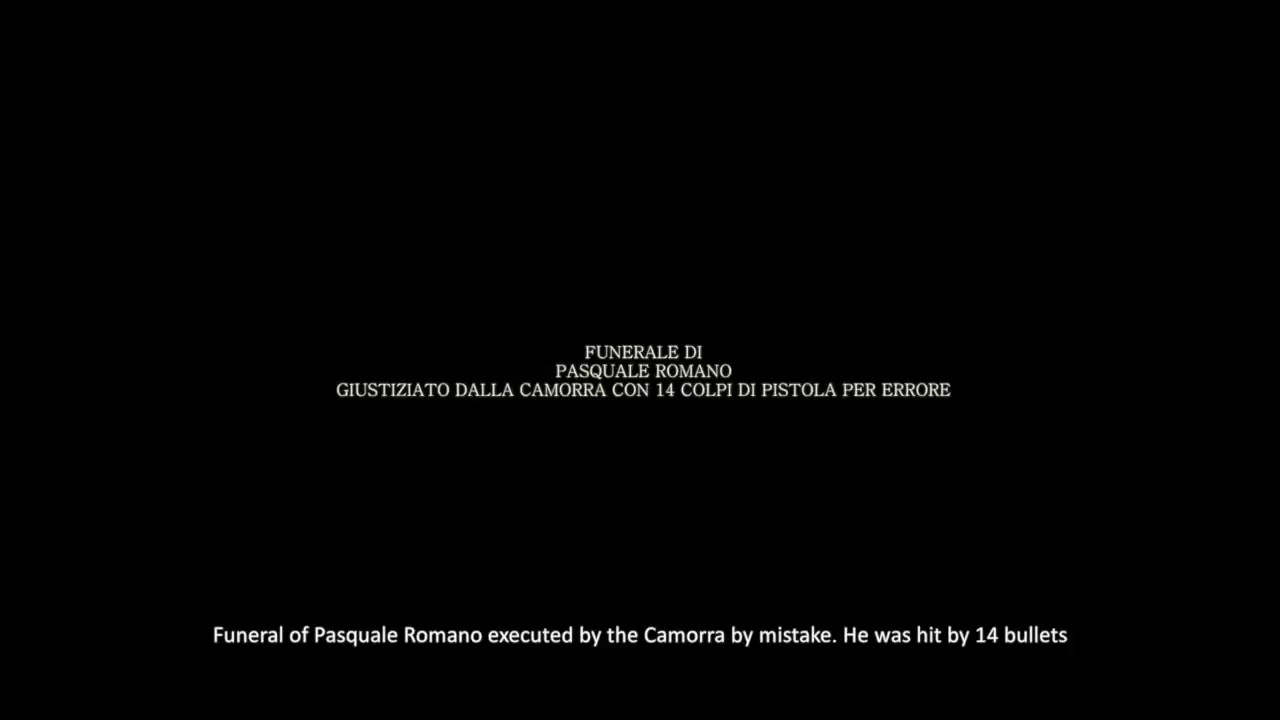 FUNERALE DI
PASQUALE ROMANO
GIUSTIZIATO DALLA CAMORRA CON 14 COLPI DI PISTOLA PER ERRORE
Funeral of Pasquale Romano executed by the Camorra by mistake. He was hit by 14 bullets